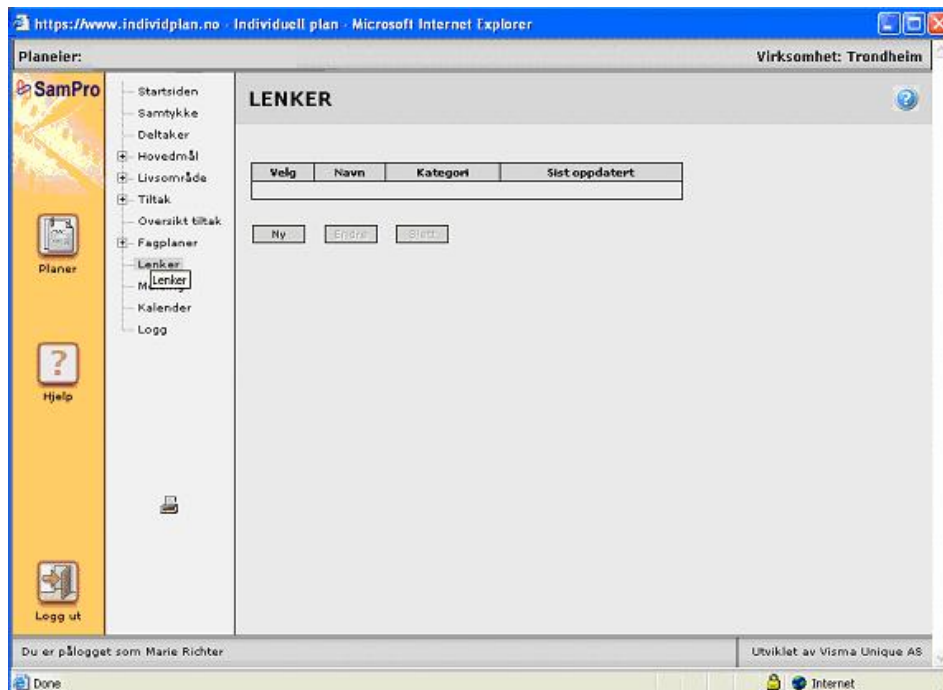 https://www.individplan.no - Individuell plan - Microsoft Internet Explorer
Planeier:
Virksomhet: Trondheim
SamPro
Startsiden
Samtykke
Deltaker
Hovedmål
Livsområde
Tiltak
Oversikt tiltak
Fagplaner
Lenker
Lenker
Kalender
Logg
Planer
Hjelp
Logg ut
LENKER
Velg Navn Kategori Sist oppdatert
Ny Endre Slett
Du er pålogget som Marie Richter
Utviklet av Visma Unique AS
Done
Internet